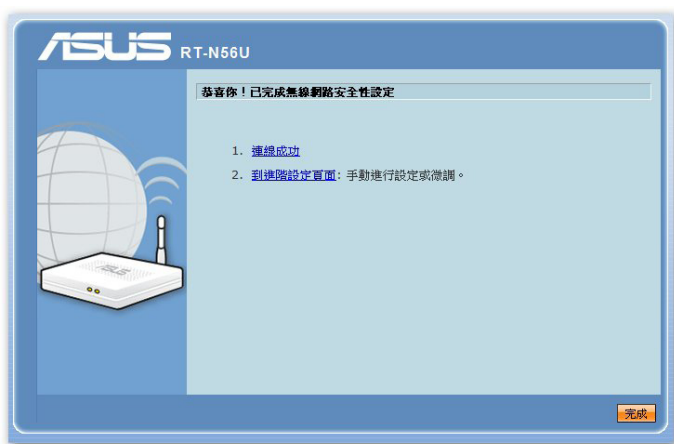 ASUS RT-N56U
恭喜你！已完成無線網路安全性設定
1. 連線成功
2. 到進階設定頁面: 手動進行設定或微調。
ASUS
完成